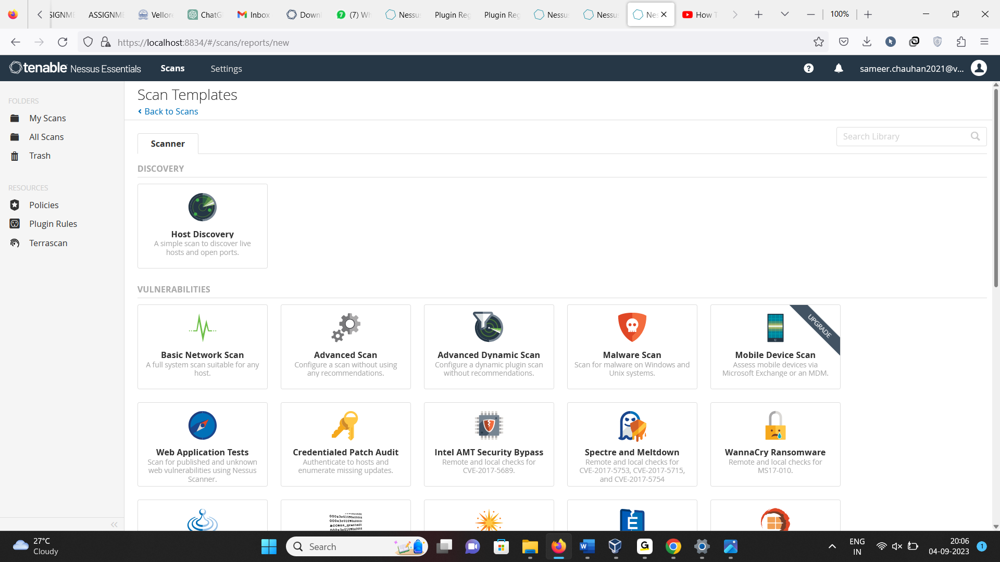 SIGNME
ASSIGNME
Vellore
ChatG
Inbox
Downl
(7) Wh
Nessus
Plugin Reg
Plugin Reg
Nessu
Nessus
Nes
How T
100%
https://localhost:8834/#/scans/reports/new
tenable Nessus Essentials
Scans
Settings
sameer.chauhan2021@v...
FOLDERS
My Scans
All Scans
Trash
RESOURCES
Policies
Plugin Rules
Terrascan
Scan Templates
Back to Scans
Scanner
Search Library
DISCOVERY
Host Discovery
A simple scan to discover live
hosts and open ports.
VULNERABILITIES
Basic Network Scan
A full system scan suitable for any
host.
Advanced Scan
Configure a scan without using
any recommendations.
Advanced Dynamic Scan
Configure a dynamic plugin scan
without recommendations.
Malware Scan
Scan for malware on Windows and
Unix systems.
UPGRADE
Mobile Device Scan
Assess mobile devices via
Microsoft Exchange or an MDM.
Web Application Tests
Scan for published and unknown
web vulnerabilities using Nessus
Scanner.
Credentialed Patch Audit
Authenticate to hosts and
enumerate missing updates.
Intel AMT Security Bypass
Remote and local checks for
CVE-2017-5689.
Spectre and Meltdown
Remote and local checks for
CVE-2017-5753, CVE-2017-5715,
and CVE-2017-5754
WannaCry Ransomware
Remote and local checks for
MS17-010.
27°C
Cloudy
Search
ENG
IN
20:06
04-09-2023
1